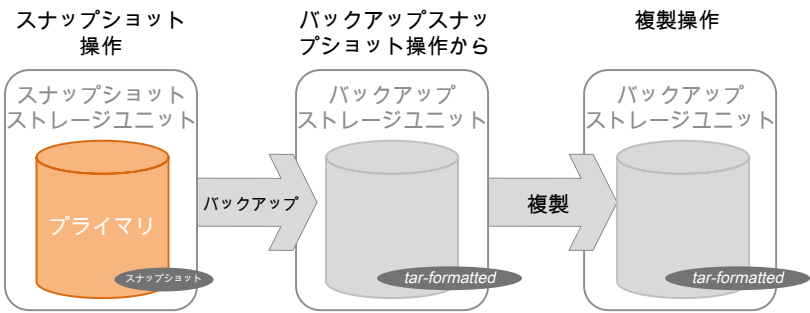 スナップショット
操作
バックアップスナッ
プショット操作から
複製操作
スナップショット
ストレージユニット
プライマリ
スナップショット
バックアップ
バックアップ
ストレージユニット
tar-formatted
複製
バックアップ
ストレージユニット
tar-formatted